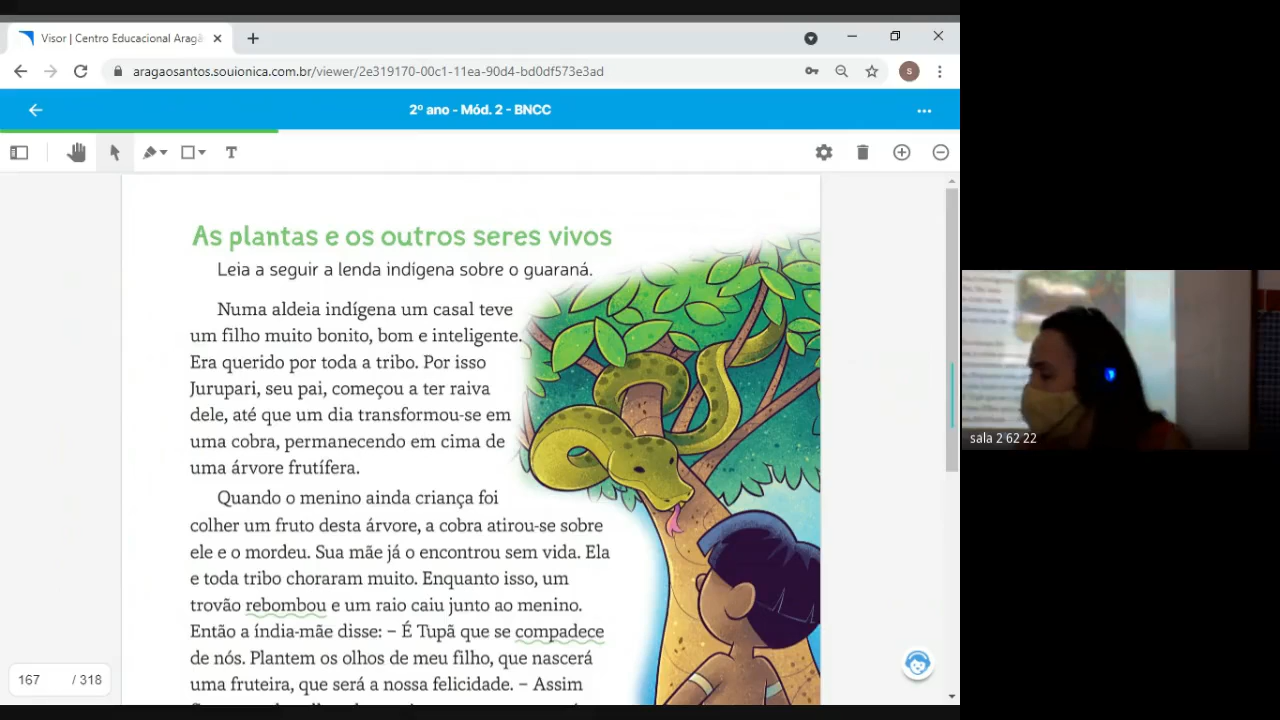 Visor | Centro Educacional Aragã
aragaosantos.souionica.com.br/viewer/2e319170-00c1-11ea-90d4-bd0df573e3ad
S
2º ano - Mód. 2 - BNCC
T
As plantas e os outros seres vivos
Leia a seguir a lenda indígena sobre o guaraná.
Numa aldeia indígena um casal teve
um filho muito bonito, bom e inteligente.
Era querido por toda a tribo. Por isso
Jurupari, seu pai, começou a ter raiva
dele, até que um dia transformou-se em
uma cobra, permanecendo em cima de
uma árvore frutífera.
Quando o menino ainda criança foi
colher um fruto desta árvore, a cobra atirou-se sobre
ele e o mordeu. Sua mãe já o encontrou sem vida. Ela
e toda tribo choraram muito. Enquanto isso, um
trovão rebombou e um raio caiu junto ao menino.
Então a índia-mãe disse: – É Tupã que se compadece
de nós. Plantem os olhos de meu filho, que nascerá
uma fruteira, que será a nossa felicidade. – Assim
167 / 318
sala 2 62 22